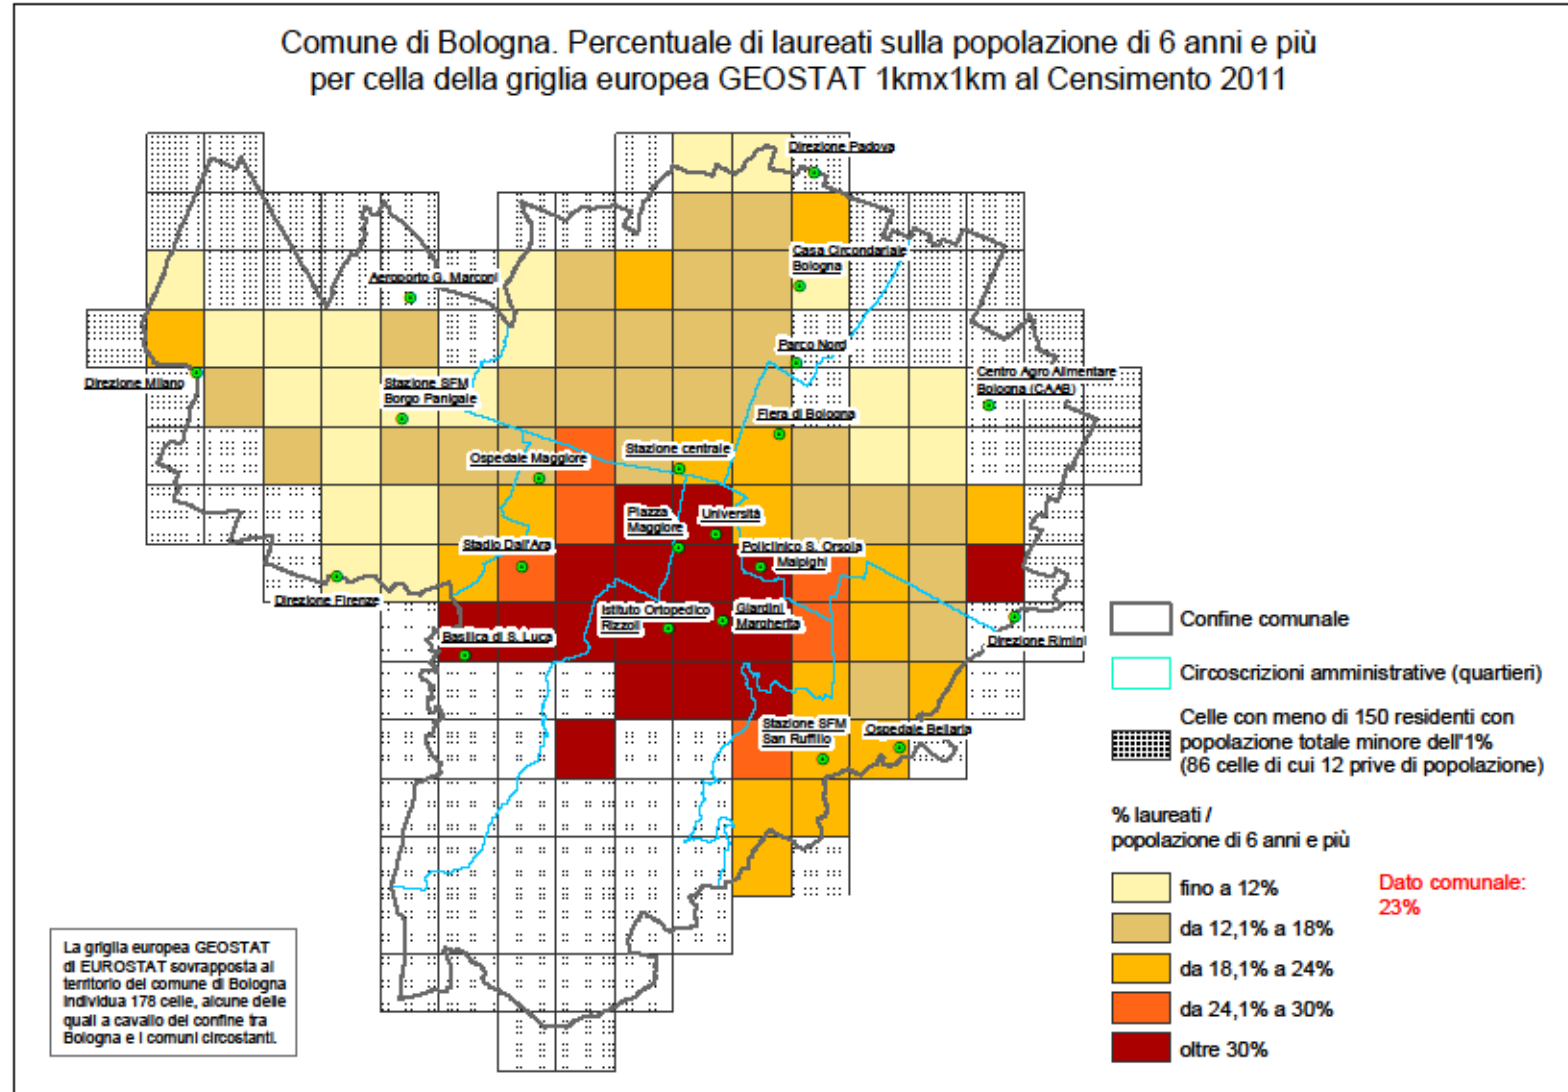 Comune di Bologna. Percentuale di laureati sulla popolazione di 6 anni e più
per cella della griglia europea GEOSTAT 1kmx1km al Censimento 2011
Direzione Padova
Casa Circondariale
Bologna
Aeroporto G. Marconi
Parco Nord
Direzione Milano
Stazione SFM
Borgo Panigale
Centro Agro Alimentare
Bologna (CAAB)
Fiera di Bologna
Ospedale Maggiore
Stazione centrale
Piazza
Maggiore
Università
Stadio Dall'Ara
Policlinico S. Orsola
Malpighi
Direzione Firenze
Istituto Ortopedico
Rizzoli
Giardini
Margherita
Basilica di S. Luca
Direzione Rimini
Stazione SFM
San Ruffillo
Ospedale Bellaria
Confine comunale
Circoscrizioni amministrative (quartieri)
Celle con meno di 150 residenti con
popolazione totale minore dell'1%
(86 celle di cui 12 prive di popolazione)
% laureati /
popolazione di 6 anni e più
fino a 12%
da 12,1% a 18%
da 18,1% a 24%
da 24,1% a 30%
oltre 30%
Dato comunale:
23%
La griglia europea GEOSTAT
di EUROSTAT sovrapposta al
territorio del comune di Bologna
individua 178 celle, alcune delle
quali a cavallo del confine tra
Bologna e i comuni circostanti.